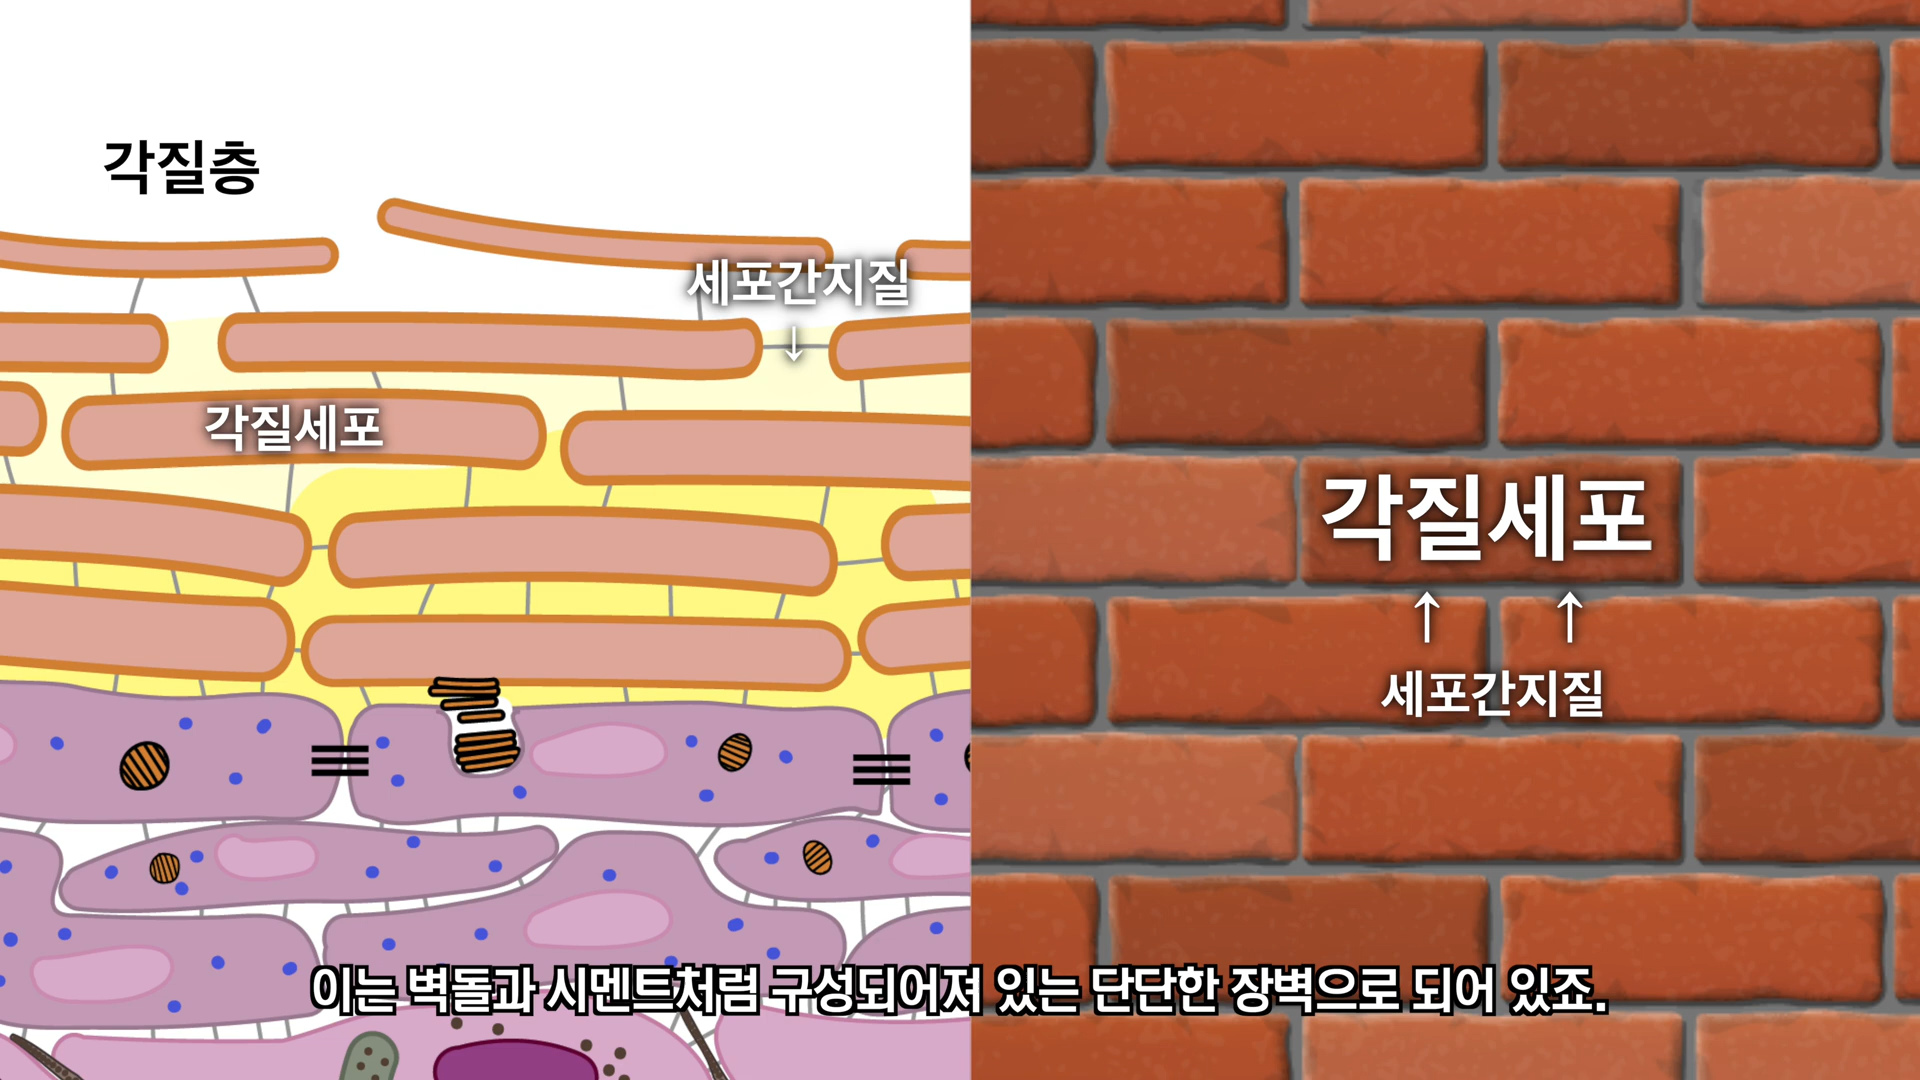 각질층
세포간지질
↓
각질세포
각질세포
↑ ↑
세포간지질
이는 벽돌과 시멘트처럼 구성되어져 있는 단단한 장벽으로 되어 있죠.